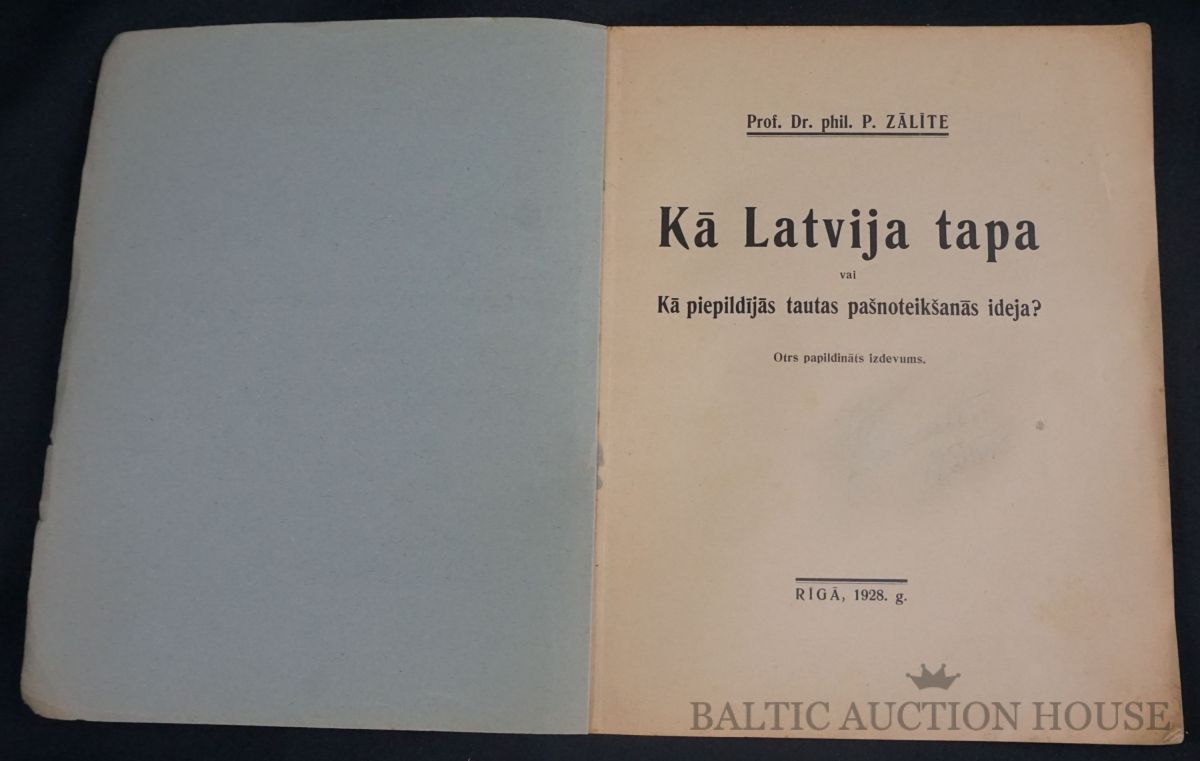 Prof. Dr. phil. P. ZĀLĪTE
Kā Latvija tapa
vai
Kā piepildījās tautas pašnoteikšanās ideja?
Otrs papildināts izdevums.
RĪGĀ, 1928. g.
BALTIC AUCTION HOUSE